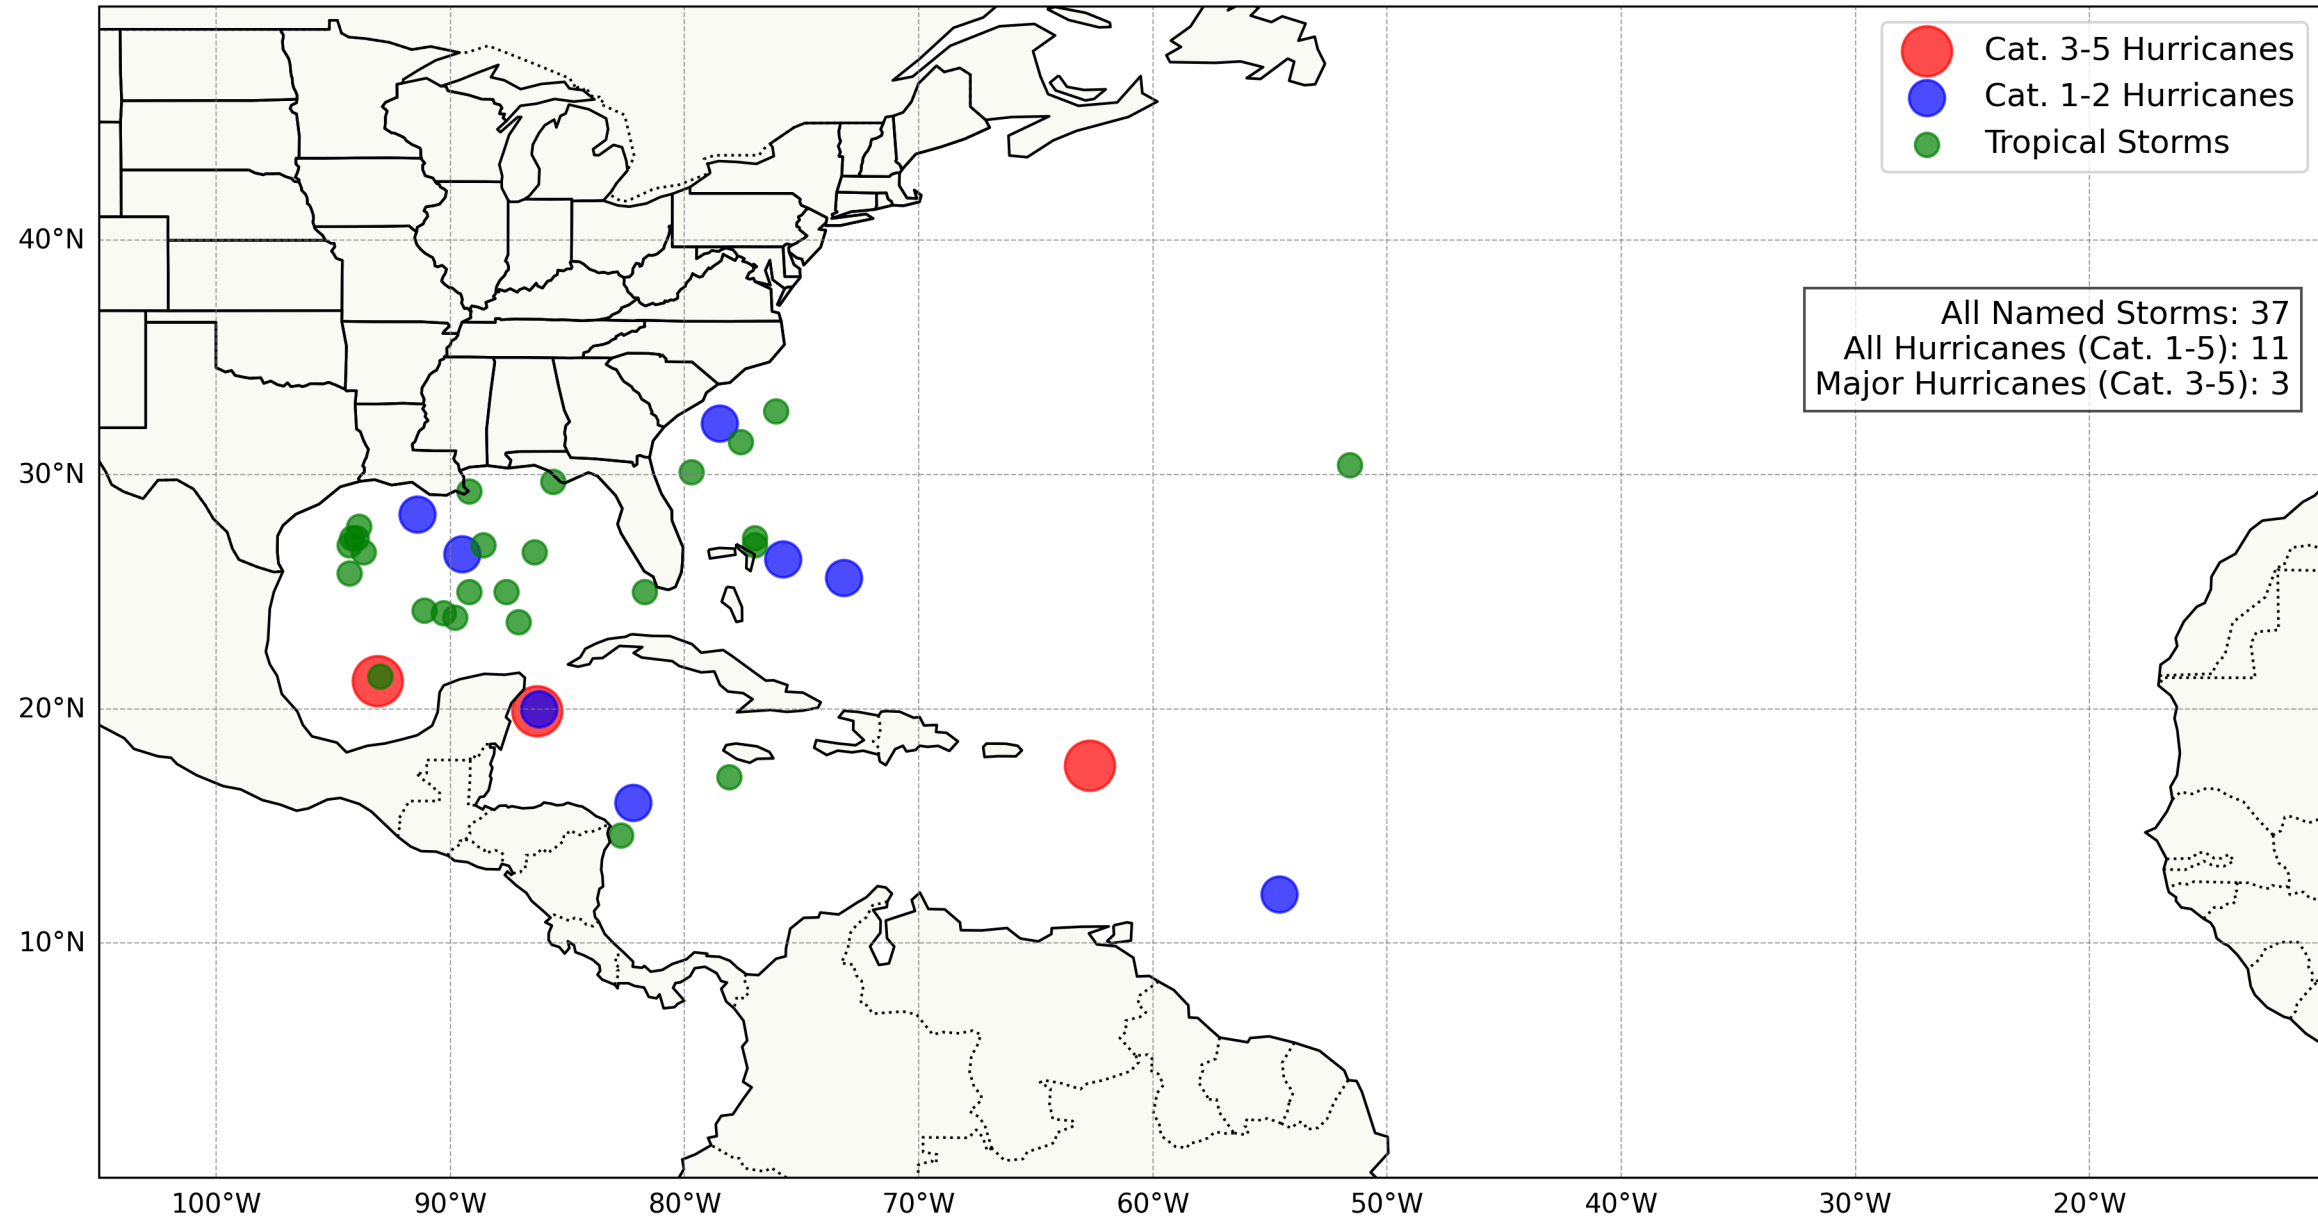 Cat. 3-5 Hurricanes
Cat. 1-2 Hurricanes
Tropical Storms
40°N
All Named Storms: 37
All Hurricanes (Cat. 1-5): 11
Major Hurricanes (Cat. 3-5): 3
30°N
20°N
10°N
100°W 90°W 80°W 70°W 60°W 50°W 40°W 30°W 20°W